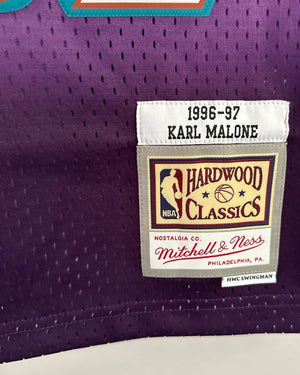 1996-97
KARL MALONE
NBA
HARDWOOD
CLASSICS
NOSTALGIA CO.
Mitchell & Ness
PHILADELPHIA, PA.
HWC SWINGMAN